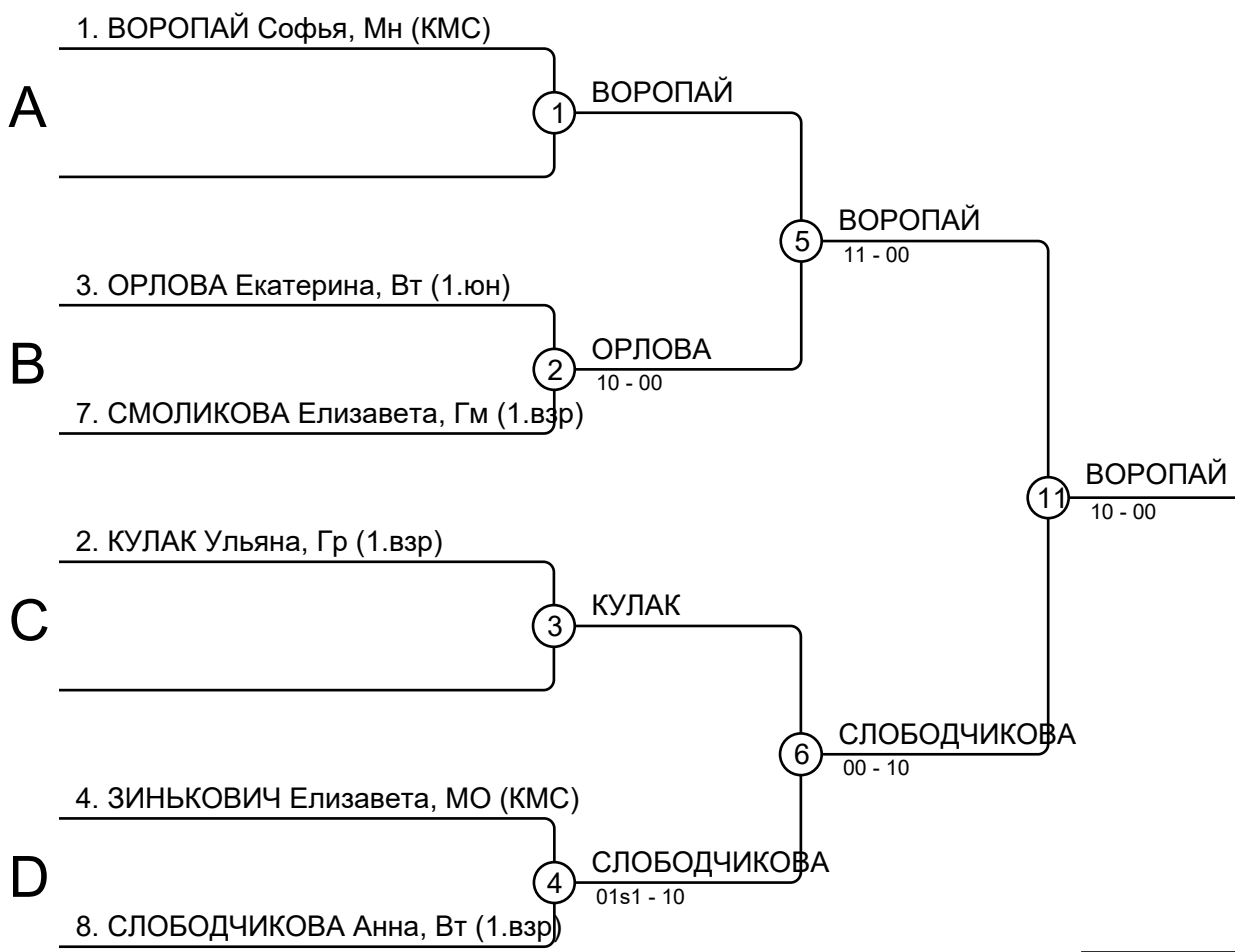 1. ВОРОПАЙ Софья, Мн (КМС)
A
1
ВОРОПАЙ
5
ВОРОПАЙ
11 - 00
3. ОРЛОВА Екатерина, Вт (1.юн)
B
2
ОРЛОВА
10 - 00
7. СМОЛИКОВА Елизавета, Гм (1.взр)
11
ВОРОПАЙ
10 - 00
2. КУЛАК Ульяна, Гр (1.взр)
C
3
КУЛАК
6
СЛОБОДЧИКОВА
00 - 10
4. ЗИНЬКОВИЧ Елизавета, МО (КМС)
D
4
СЛОБОДЧИКОВА
01s1 - 10
8. СЛОБОДЧИКОВА Анна, Вт (1.взр)